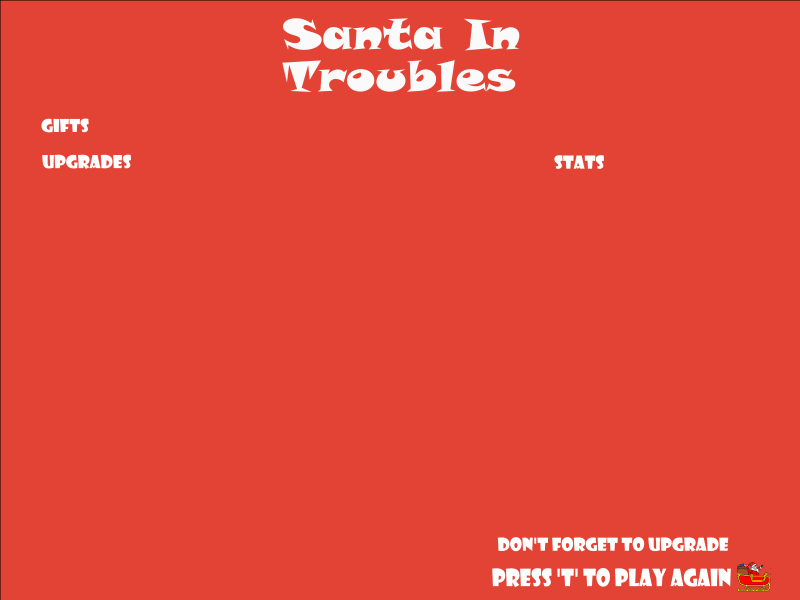 Santa In
Troubles
GIFTS
UPGRADES
STATS
DON'T FORGET TO UPGRADE
PRESS 'T' TO PLAY AGAIN